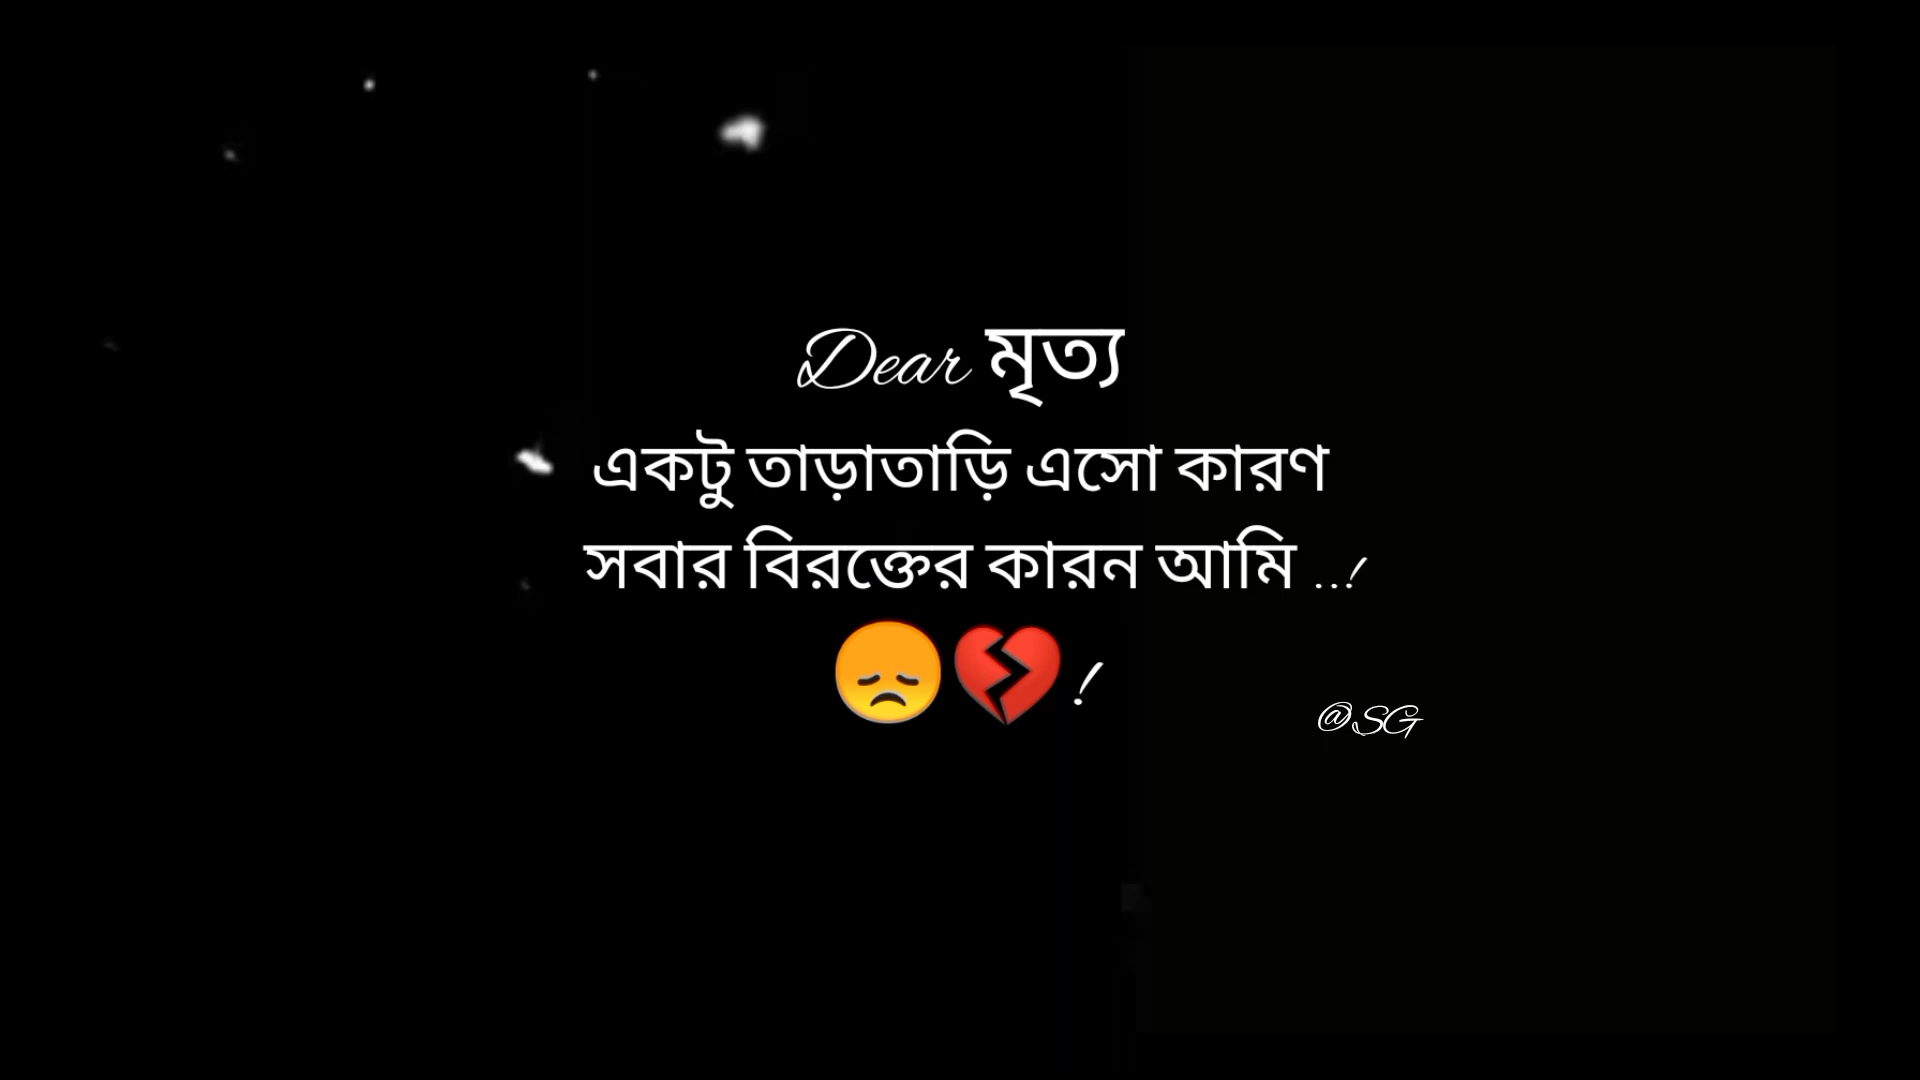 Dear মৃত্য
একটু তাড়াতাড়ি এসো কারণ
সবার বিরক্তের কারন আমি ..!
😞💔!
@SG